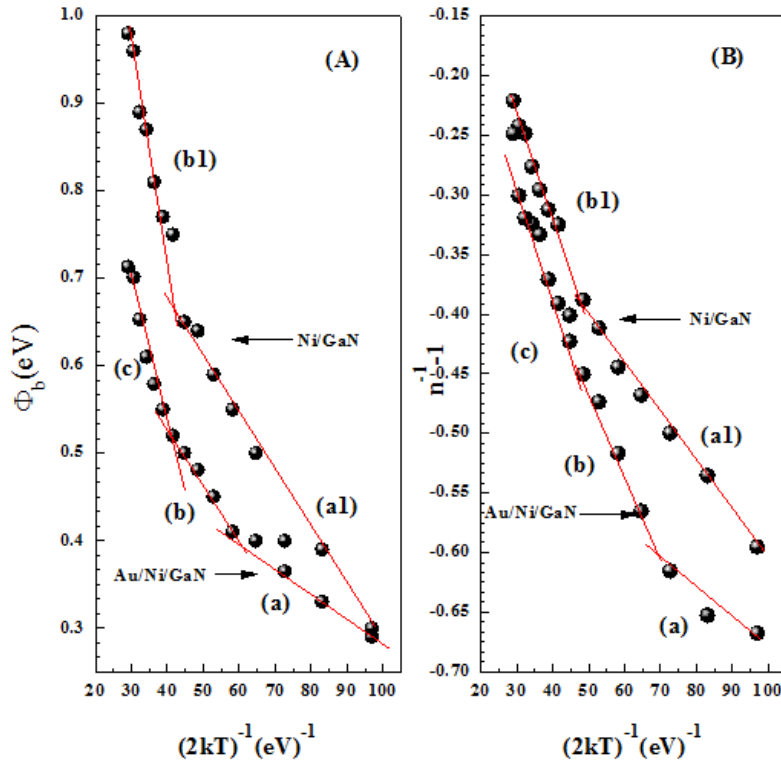 (A)
1.0
0.9
0.8
0.7
0.6
0.5
0.4
0.3
Φb(eV)
(b1)
Ni/GaN
(c)
(a1)
(b)
Au/Ni/GaN
(a)
20 30 40 50 60 70 80 90 100
(2kT)-1(eV)-1
(B)
-0.15
-0.20
-0.25
-0.30
-0.35
-0.40
-0.45
-0.50
-0.55
-0.60
-0.65
-0.70
n-1-1
(b1)
Ni/GaN
(c)
(a1)
(b)
Au/Ni/GaN
(a)
20 30 40 50 60 70 80 90 100
(2kT)-1(eV)-1